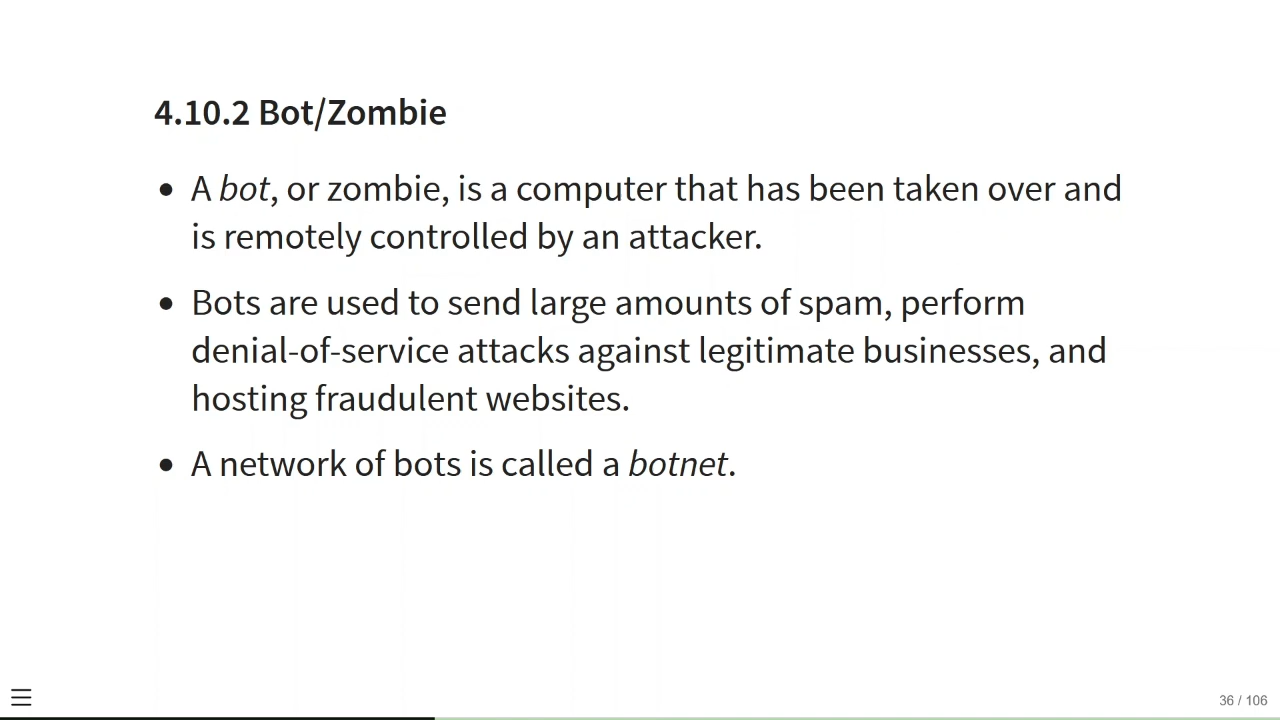 4.10.2 Bot/Zombie
• A bot, or zombie, is a computer that has been taken over and
is remotely controlled by an attacker.
• Bots are used to send large amounts of spam, perform
denial-of-service attacks against legitimate businesses, and
hosting fraudulent websites.
• A network of bots is called a botnet.
36 / 106